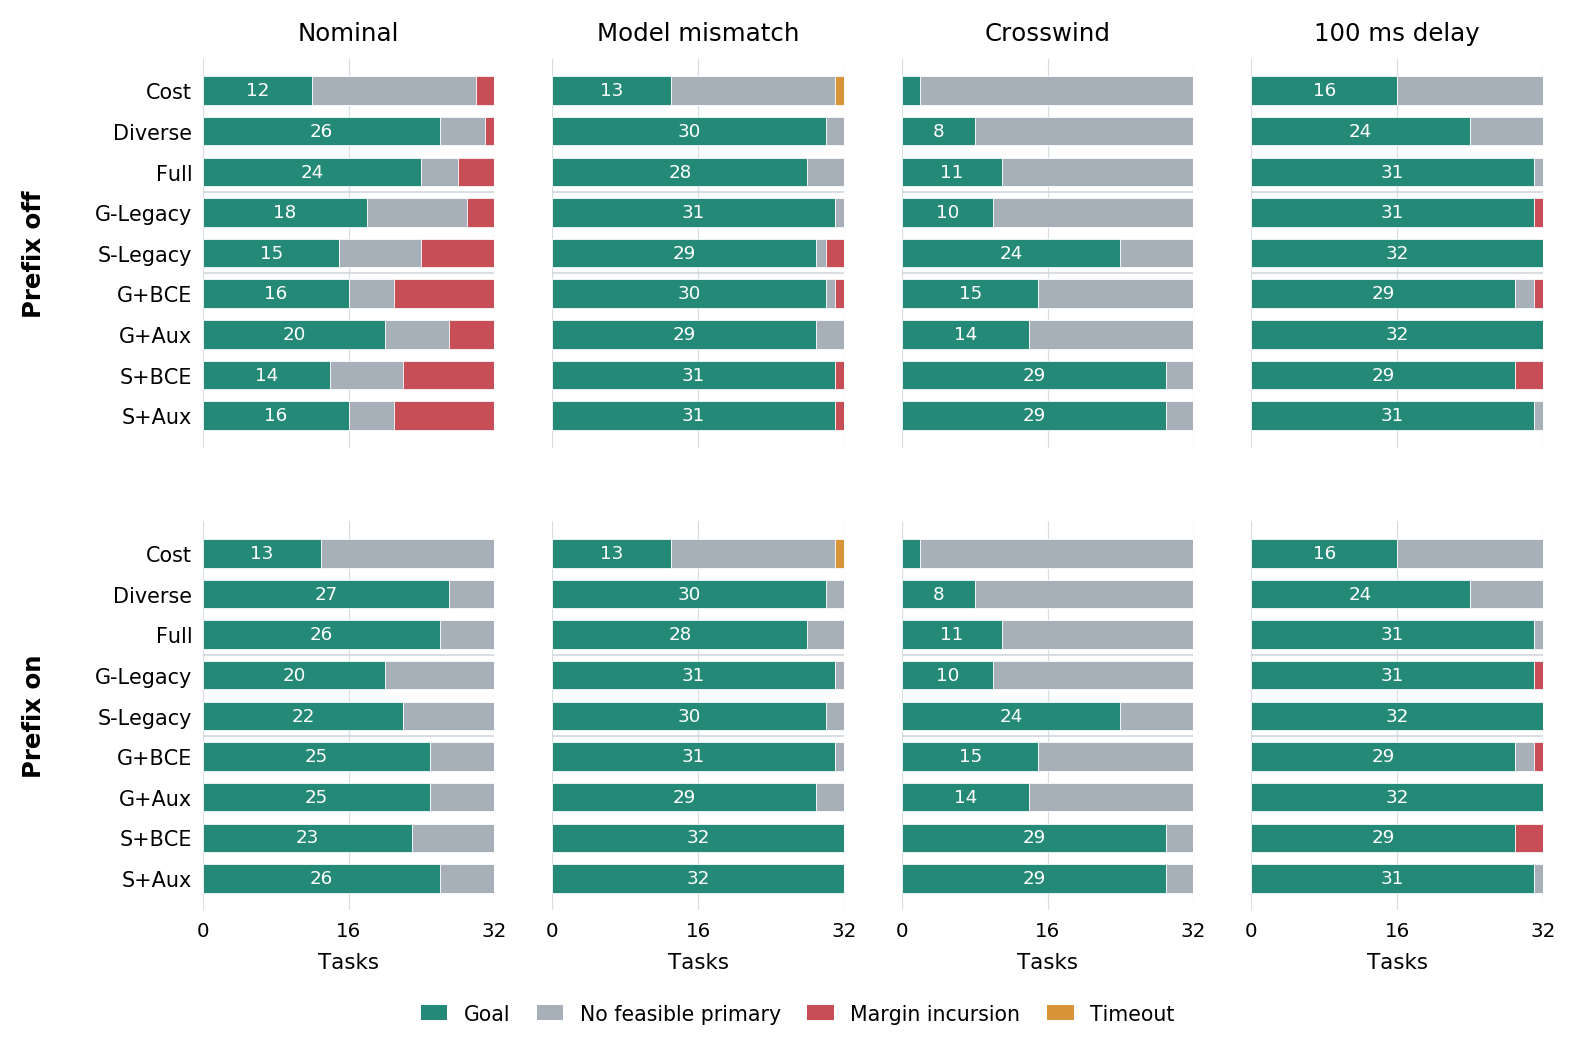 Nominal Model mismatch Crosswind 100 ms delay
Prefix off
Cost 12 13 16
Diverse 26 30 8 24
Full 24 28 11 31
G-Legacy 18 31 10 31
S-Legacy 15 29 24 32
G+BCE 16 30 15 29
G+Aux 20 29 14 32
S+BCE 14 31 29 29
S+Aux 16 31 29 31
Prefix on
Cost 13 13 16
Diverse 27 30 8 24
Full 26 28 11 31
G-Legacy 20 31 10 31
S-Legacy 22 30 24 32
G+BCE 25 31 15 29
G+Aux 25 29 14 32
S+BCE 23 32 29 29
S+Aux 26 32 29 31
0 16 32 0 16 32 0 16 32 0 16 32
Tasks Tasks Tasks Tasks
Goal No feasible primary Margin incursion Timeout